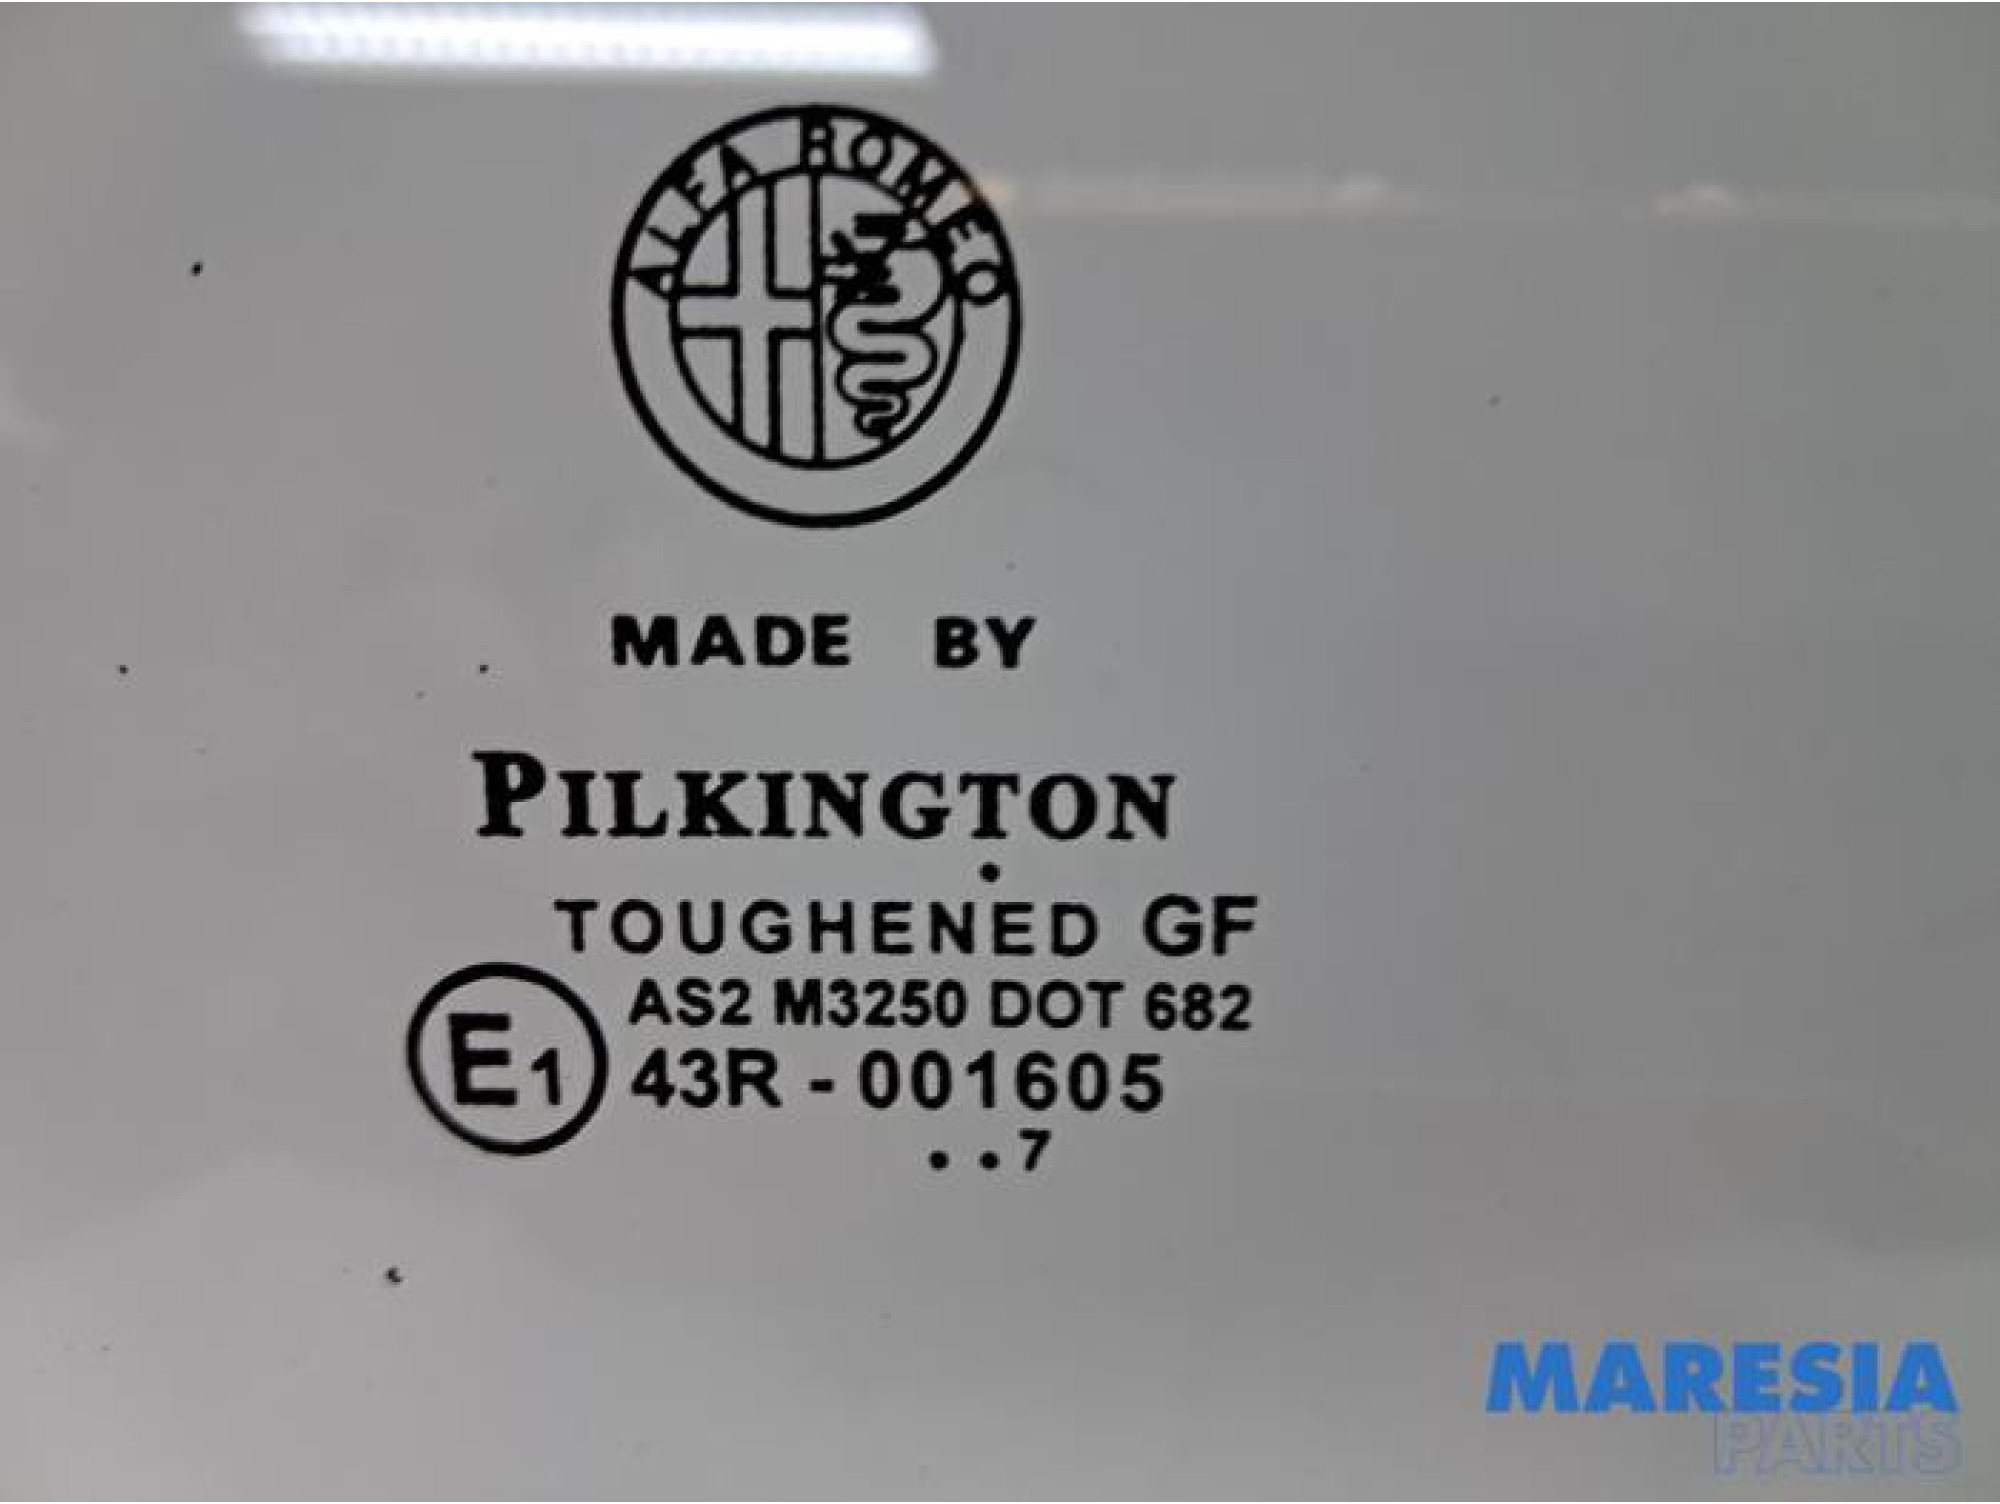 ALFA ROMEO
MADE BY
PILKINGTON
TOUGHENED GF
AS2 M3250 DOT 682
E1 43R - 001605
..7
MARESIA
PARTS